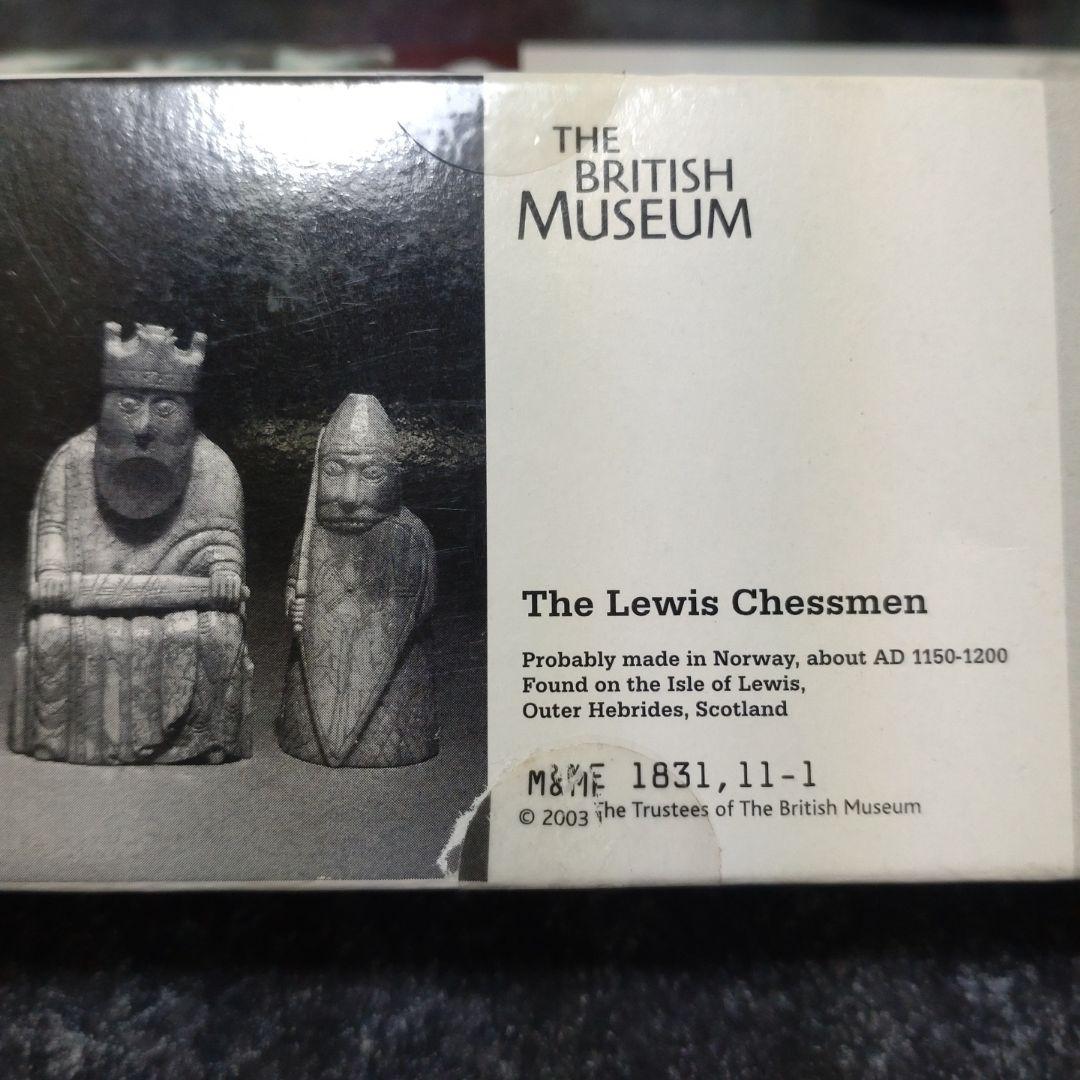 THE
BRITISH
MUSEUM
The Lewis Chessmen
Probably made in Norway, about AD 1150-1200
Found on the Isle of Lewis,
Outer Hebrides, Scotland
M&ME 1831,11-1
© 2003 The Trustees of The British Museum